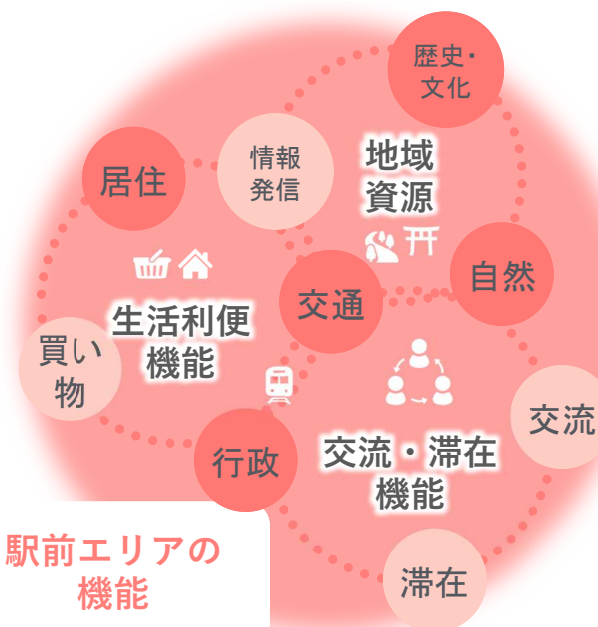 歴史・
文化
情報
発信
地域
資源
居住
自然
交通
生活利便
機能
買い
物
交流
交流・滞在
機能
行政
駅前エリアの
機能
滞在